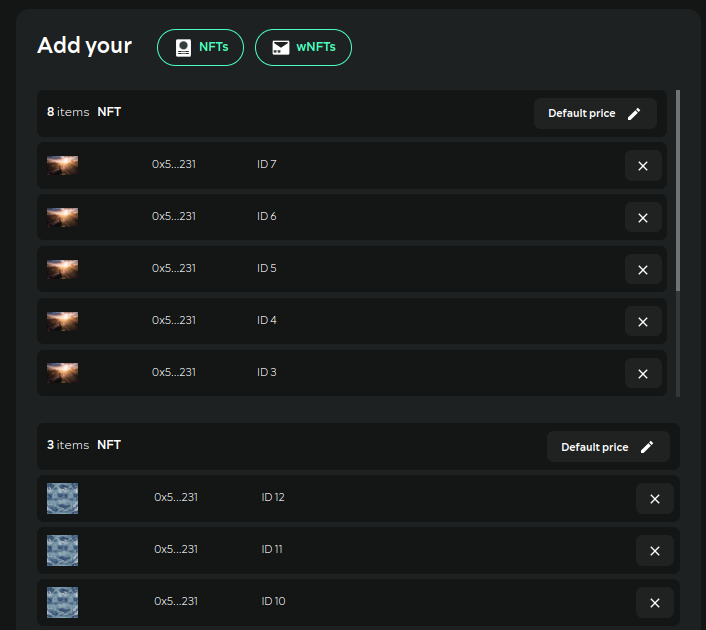 Add your NFTs wNFTs
8 items NFT Default price
0x5...231 ID 7
0x5...231 ID 6
0x5...231 ID 5
0x5...231 ID 4
0x5...231 ID 3
3 items NFT Default price
0x5...231 ID 12
0x5...231 ID 11
0x5...231 ID 10